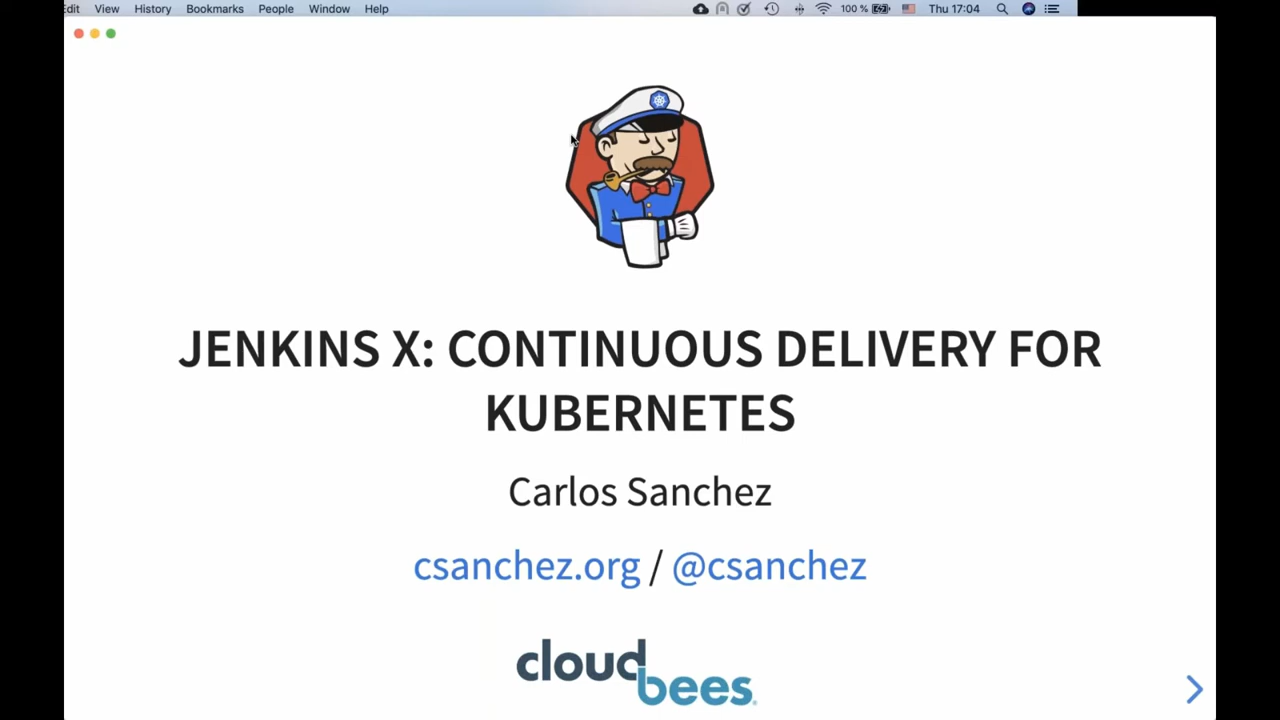 Edit View History Bookmarks People Window Help 100 % Thu 17:04
JENKINS X: CONTINUOUS DELIVERY FOR
KUBERNETES
Carlos Sanchez
csanchez.org / @csanchez
cloudbees